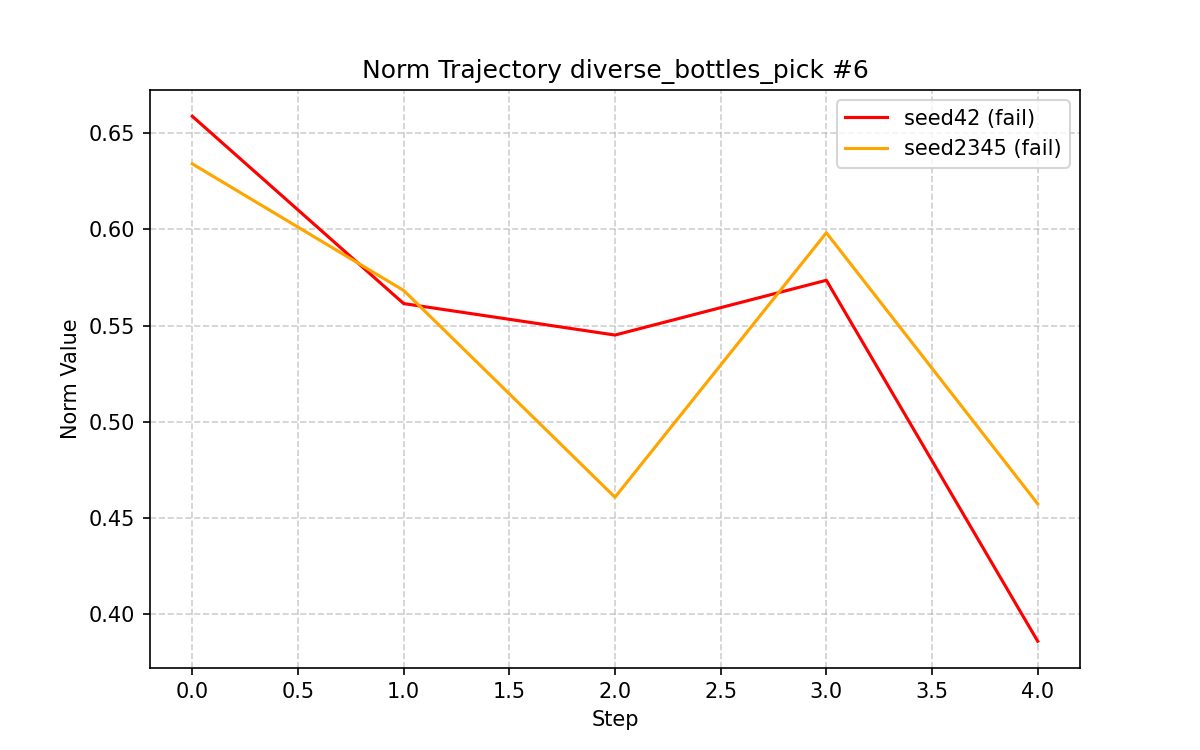 Norm Trajectory diverse_bottles_pick #6
seed42 (fail)
seed2345 (fail)
Norm Value
0.65
0.60
0.55
0.50
0.45
0.40
0.0 0.5 1.0 1.5 2.0 2.5 3.0 3.5 4.0
Step